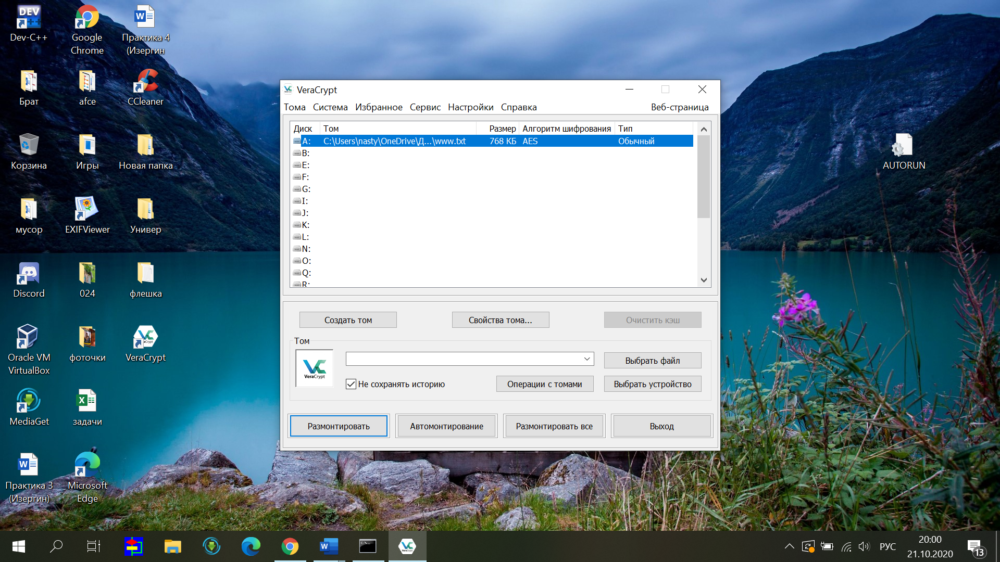 DEV
Dev-C++
Google
Chrome
Практика 4
(Изергин
Брат
afce
CCleaner
Корзина
Игры
Новая папка
мусор
EXIFViewer
Универ
Discord
024
флешка
Oracle VM
VirtualBox
фоточки
VeraCrypt
MediaGet
задачи
Практика 3
(Изергин)
Microsoft
Edge
AUTORUN
VeraCrypt
Тома Система Избранное Сервис Настройки Справка Веб-страница
Диск Том Размер Алгоритм шифрования Тип
A: C:\Users\nasty\OneDrive\Д...\www.txt 768 КБ AES Обычный
B:
E:
F:
G:
I:
J:
K:
L:
N:
O:
Q:
R:
Создать том Свойства тома... Очистить кэш
Том
VeraCrypt
Выбрать файл
Не сохранять историю Операции с томами Выбрать устройство
Размонтировать Автомонтирование Размонтировать все Выход
РУС
20:00
21.10.2020
13